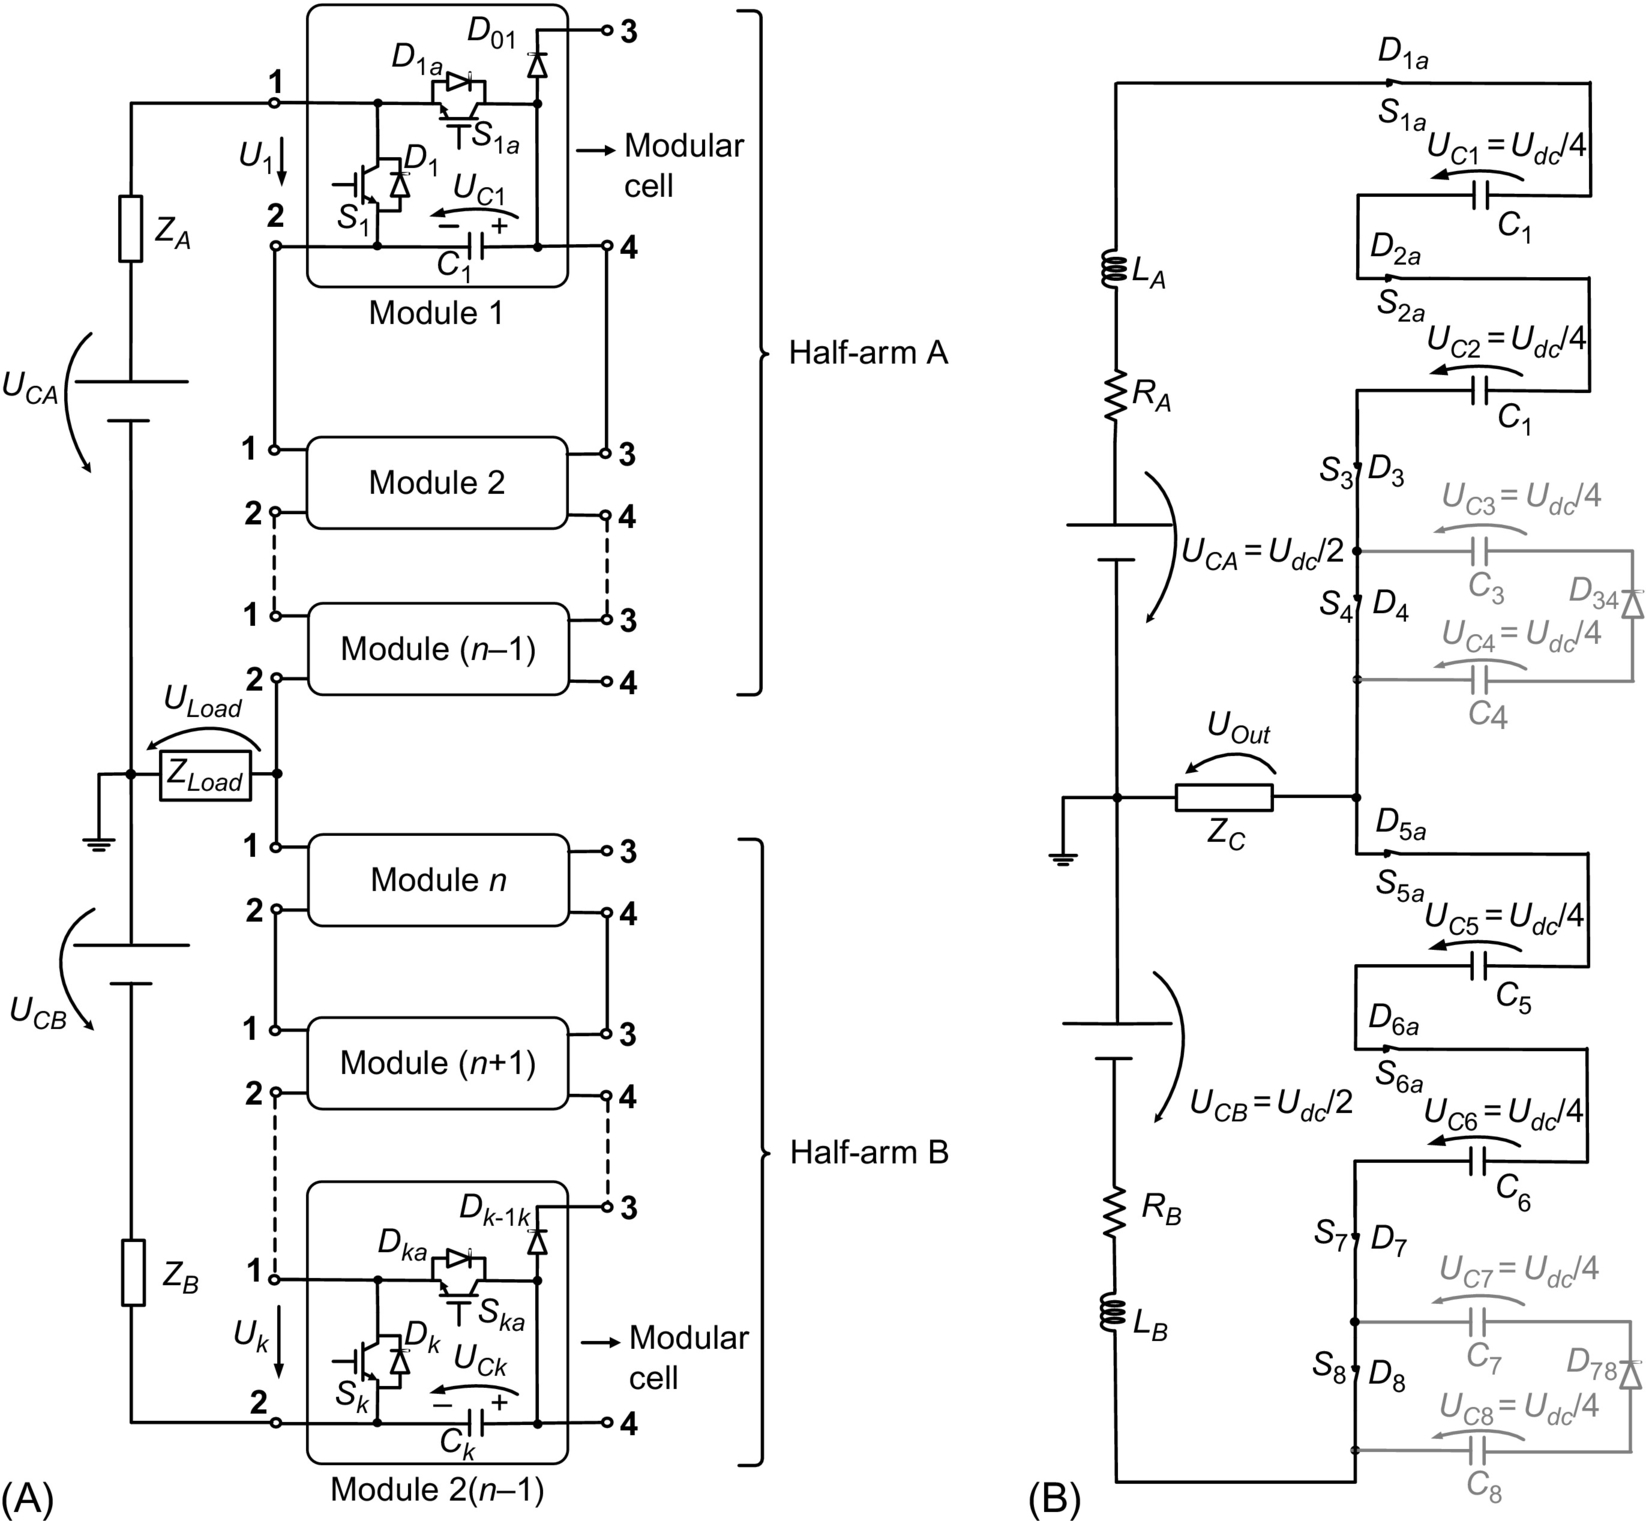 D01
3
D1a
1
S1a
Modular
cell
U1
D1
UC1
2
S1
−
+
4
C1
ZA
Module 1
Half-arm A
UCA
1
3
Module 2
2
4
1
3
Module (n–1)
2
4
ULoad
ZLoad
1
3
Module n
2
4
UCB
1
3
Module (n+1)
2
4
Half-arm B
Dk-1k
3
Dka
1
ZB
Ska
Modular
cell
Uk
Dk
UCk
Sk
−
+
2
4
Ck
Module 2(n–1)
(A)
D1a
S1a
UC1 = Udc/4
C1
LA
D2a
S2a
UC2 = Udc/4
RA
C1
S3 D3
UC3 = Udc/4
UCA = Udc/2
C3
D34
S4 D4
UC4 = Udc/4
C4
UOut
ZC
D5a
S5a
UC5 = Udc/4
C5
D6a
S6a
UCB = Udc/2
UC6 = Udc/4
C6
RB
S7 D7
UC7 = Udc/4
LB
C7
D78
S8 D8
UC8 = Udc/4
C8
(B)